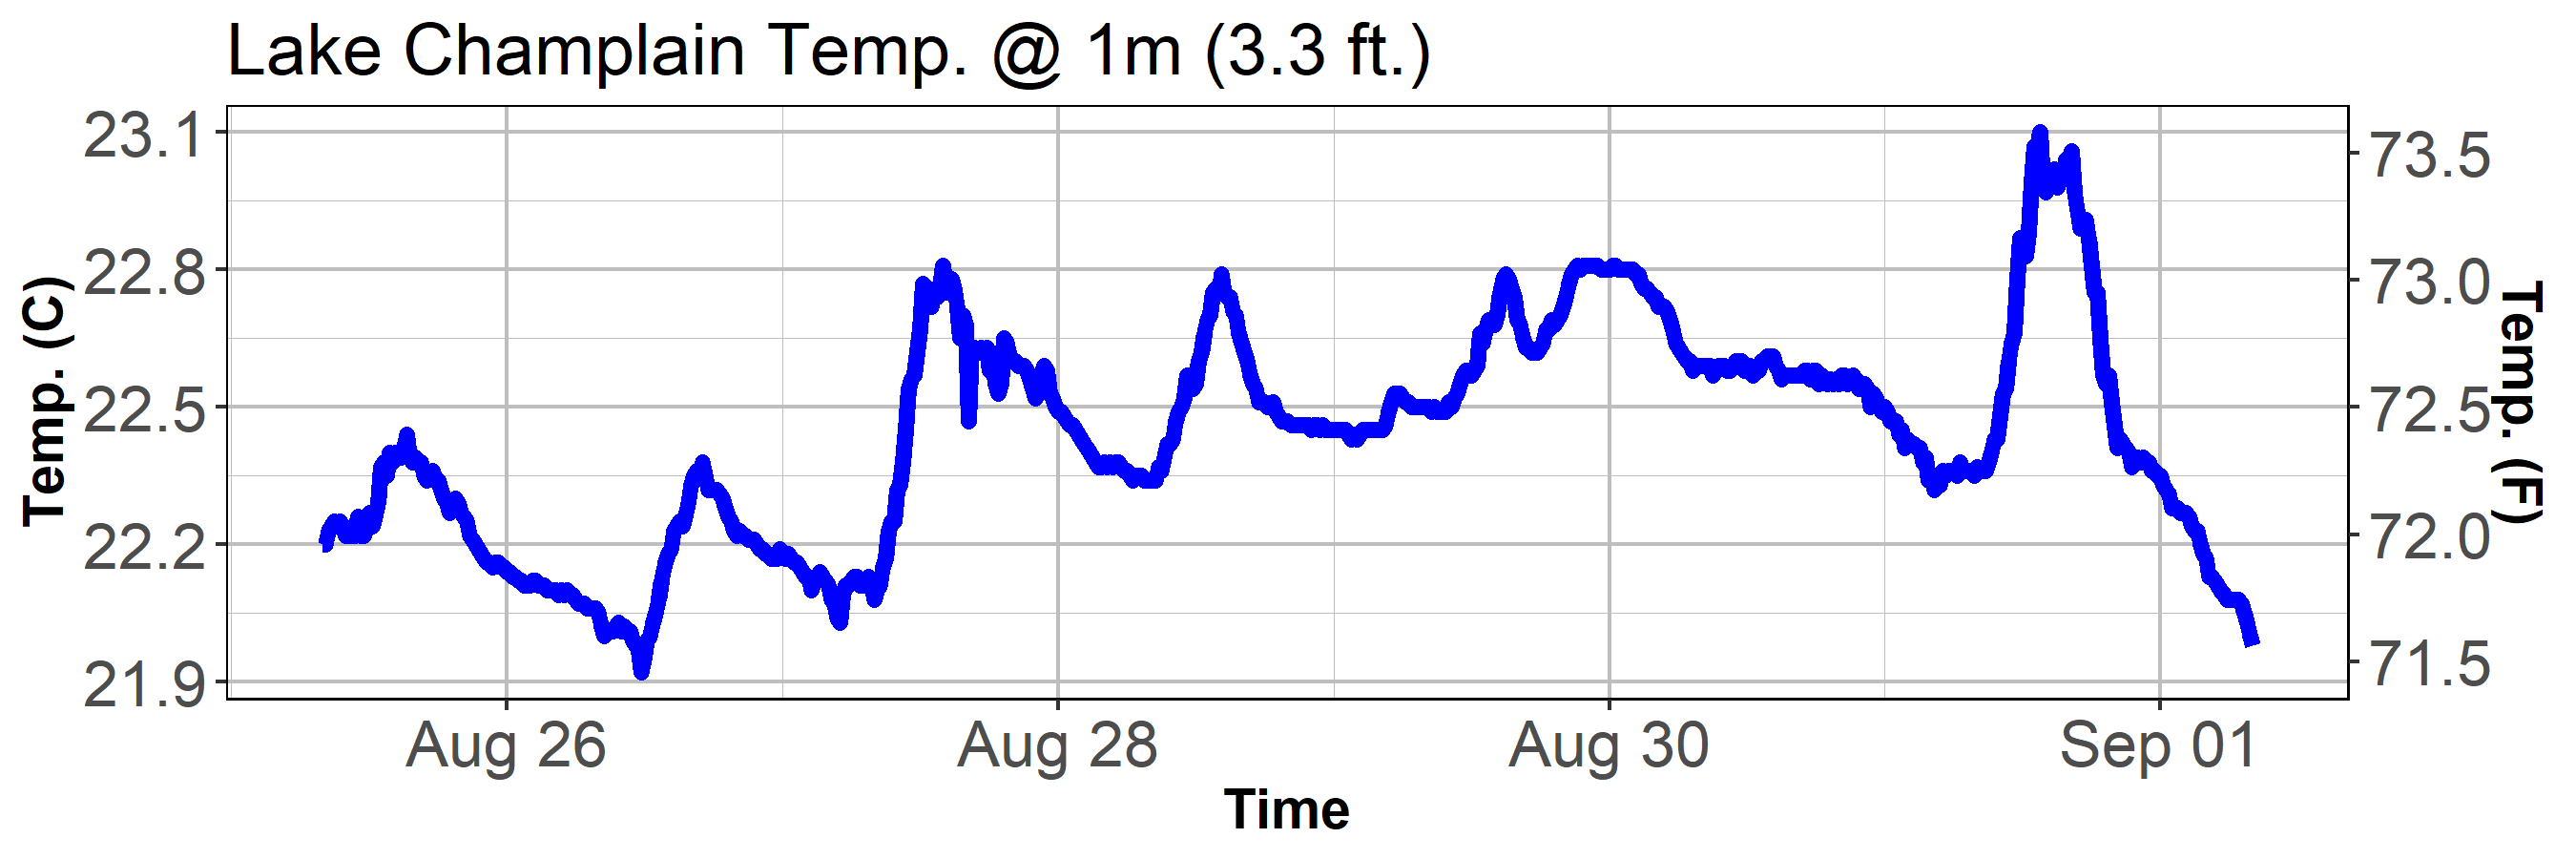 Lake Champlain Temp. @ 1m (3.3 ft.)
Temp. (C)
23.1
22.8
22.5
22.2
21.9
73.5
73.0
72.5
72.0
71.5
Temp. (F)
Aug 26
Aug 28
Aug 30
Sep 01
Time